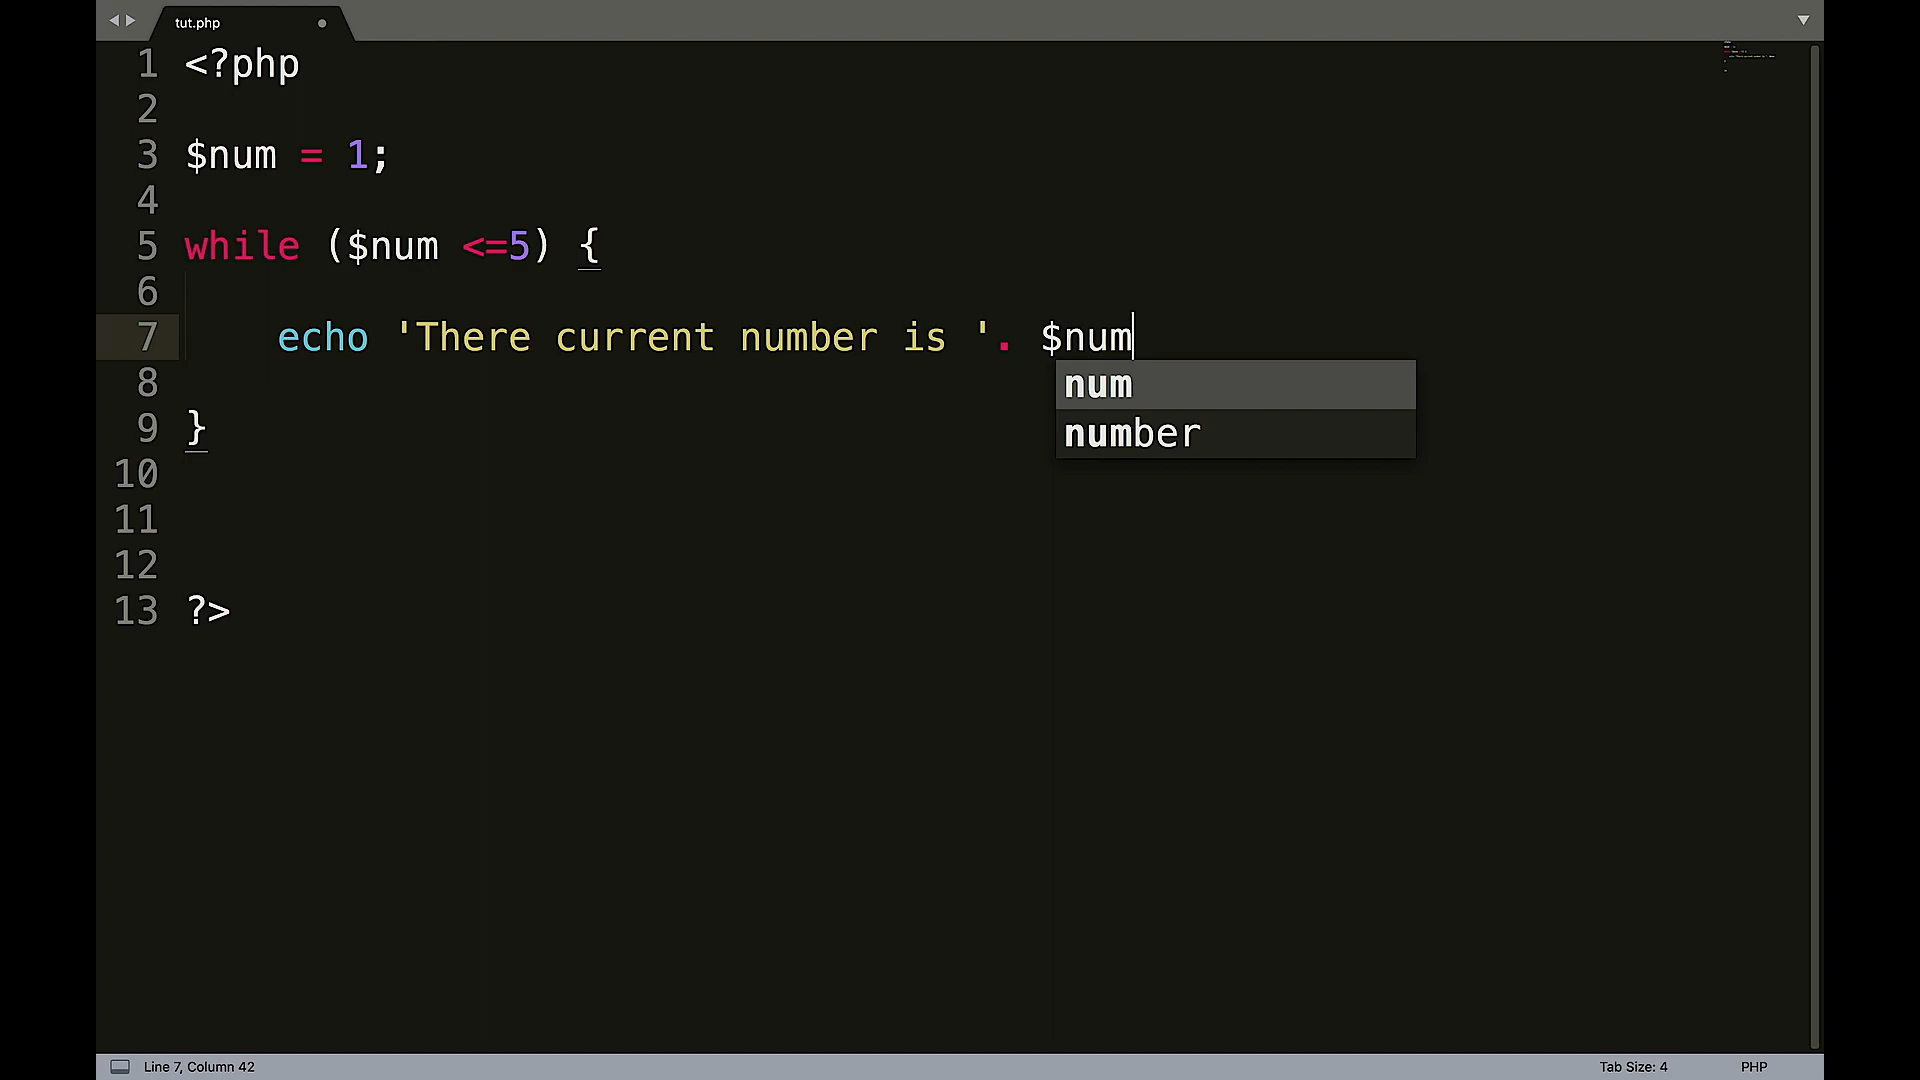 tut.php
1 <?php
2
3 $num = 1;
4
5 while ($num <=5) {
6
7 echo 'There current number is '. $num
num
8
number
9 }
10
11
12
13 ?>
Line 7, Column 42
Tab Size: 4
PHP